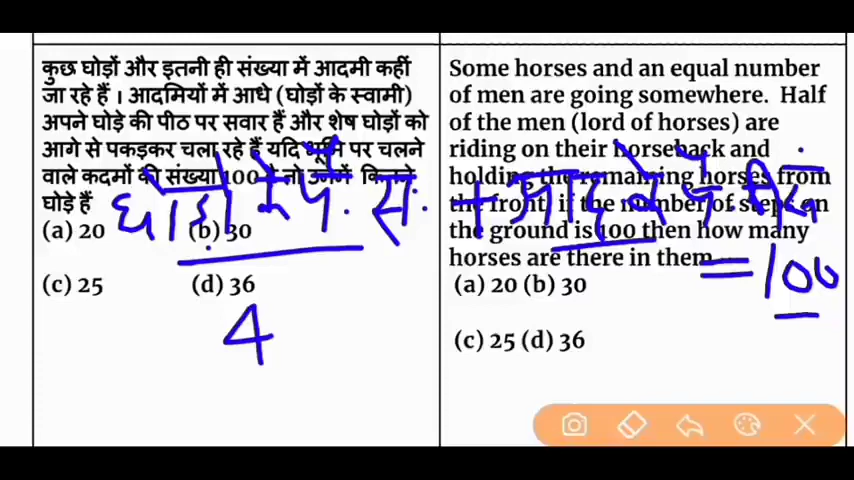 कुछ घोड़ों और इतनी ही संख्या में आदमी कहीं
जा रहे हैं । आदमियों में आधे (घोड़ों के स्वामी)
अपने घोड़े की पीठ पर सवार हैं और शेष घोड़ों को
आगे से पकड़कर चला रहे हैं यदि भूमि पर चलने
वाले कदमों की संख्या 100 है तो उनमें कितने
घोड़े हैं
(a) 20 (b) 30
(c) 25 (d) 36
4
Some horses and an equal number
of men are going somewhere. Half
of the men (lord of horses) are
riding on their horseback and
holding the remaining horses from
the front, if the number of steps on
the ground is 100 then how many
horses are there in them
= 100
(a) 20 (b) 30
(c) 25 (d) 36